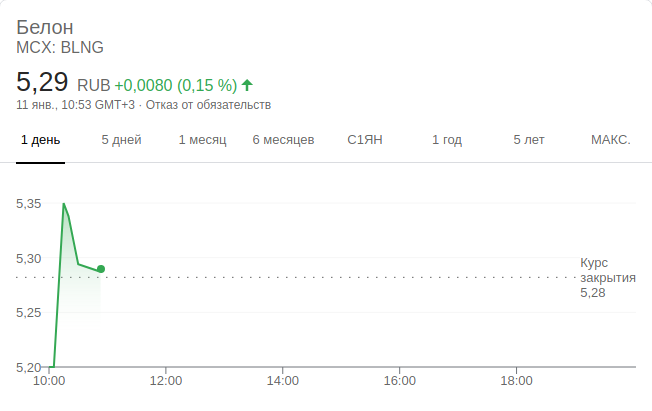 Белон
MCX: BLNG
5,29 RUB +0,0080 (0,15 %)
11 янв., 10:53 GMT+3 · Отказ от обязательств
1 день 5 дней 1 месяц 6 месяцев С1ЯН 1 год 5 лет МАКС.
5,35
5,30
Курс
закрытия
5,28
5,25
5,20
10:00 12:00 14:00 16:00 18:00